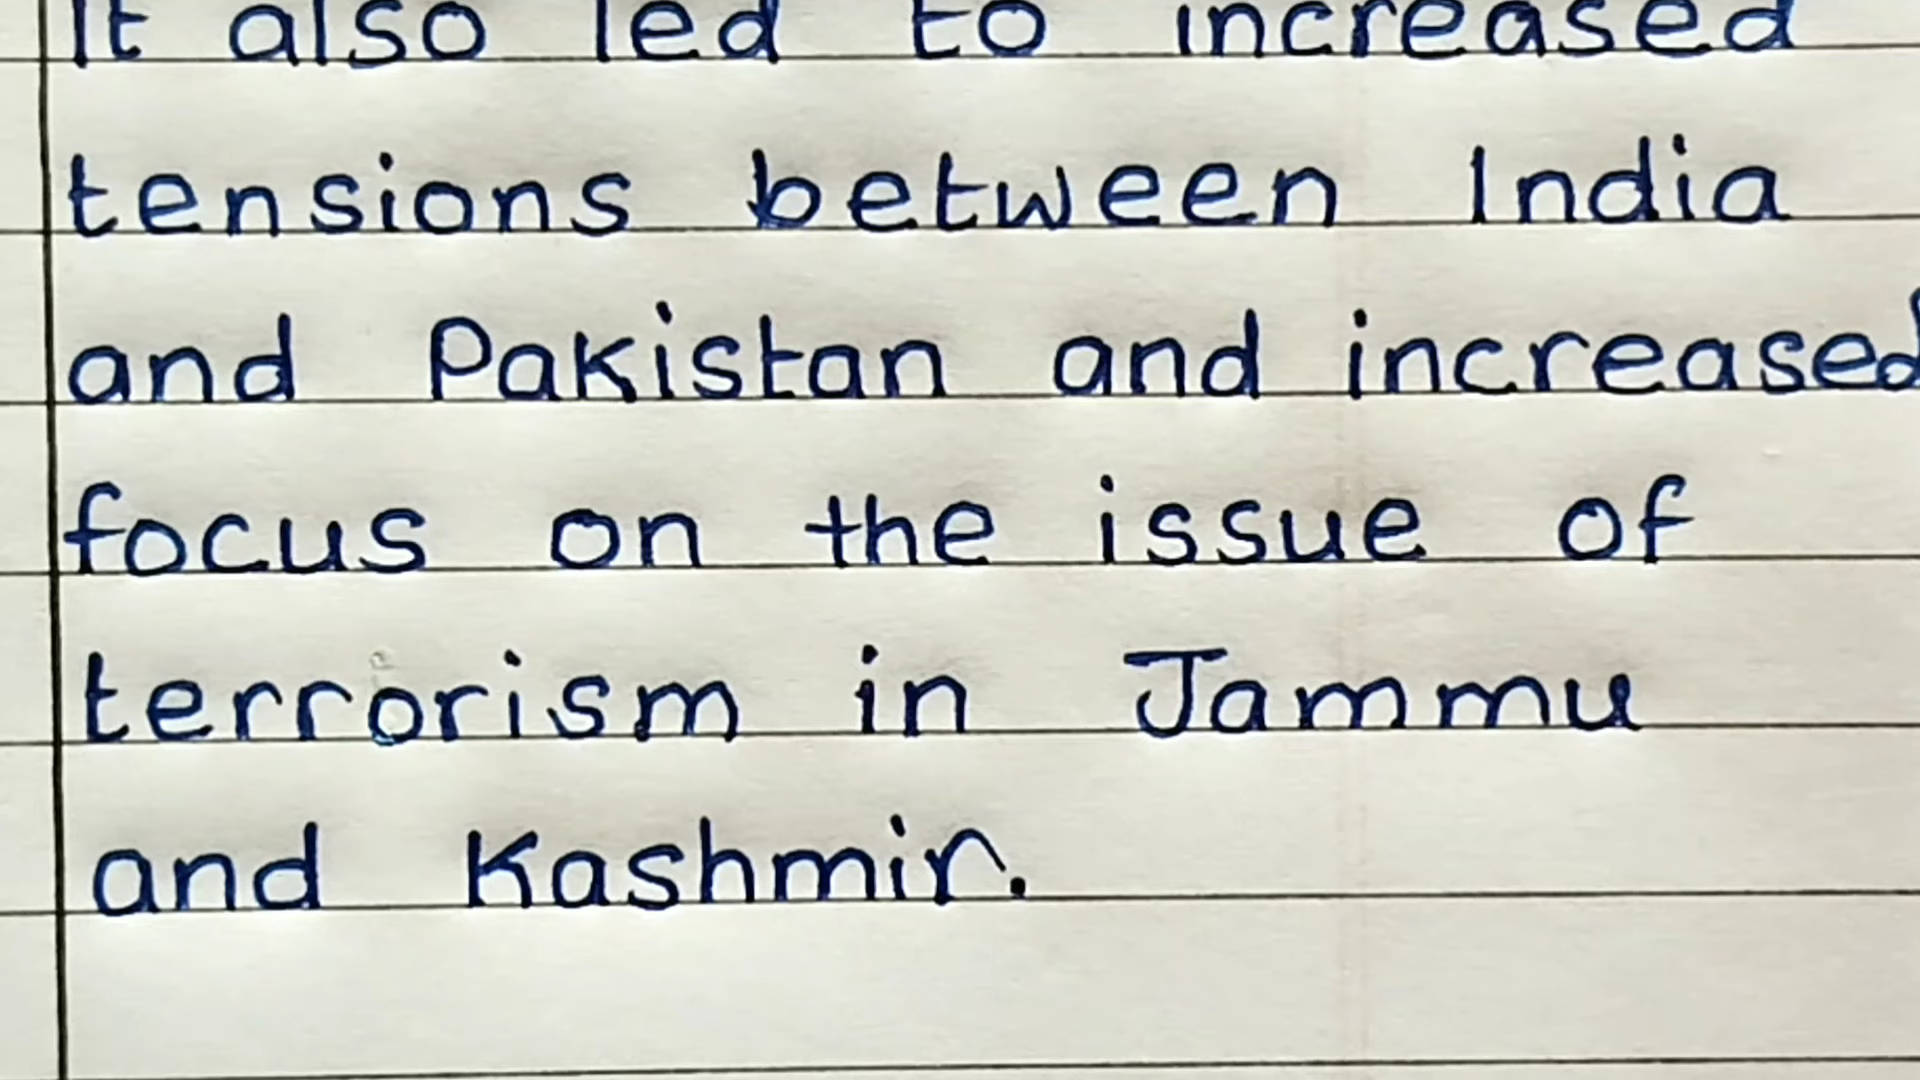 It also led to increased
tensions between India
and Pakistan and increased
focus on the issue of
terrorism in Jammu
and Kashmir.